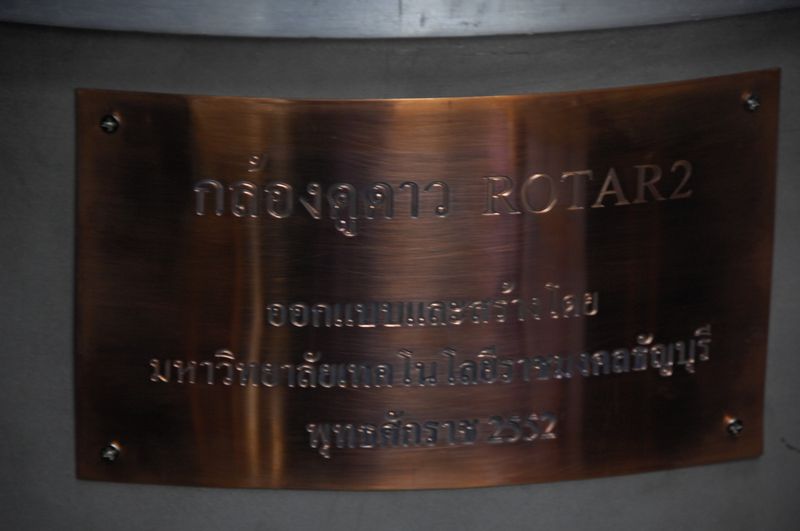 กล้องดูดาว ROTAR2
ออกแบบและสร้างโดย
มหาวิทยาลัยเทคโนโลยีราชมงคลธัญบุรี
พุทธศักราช 2552